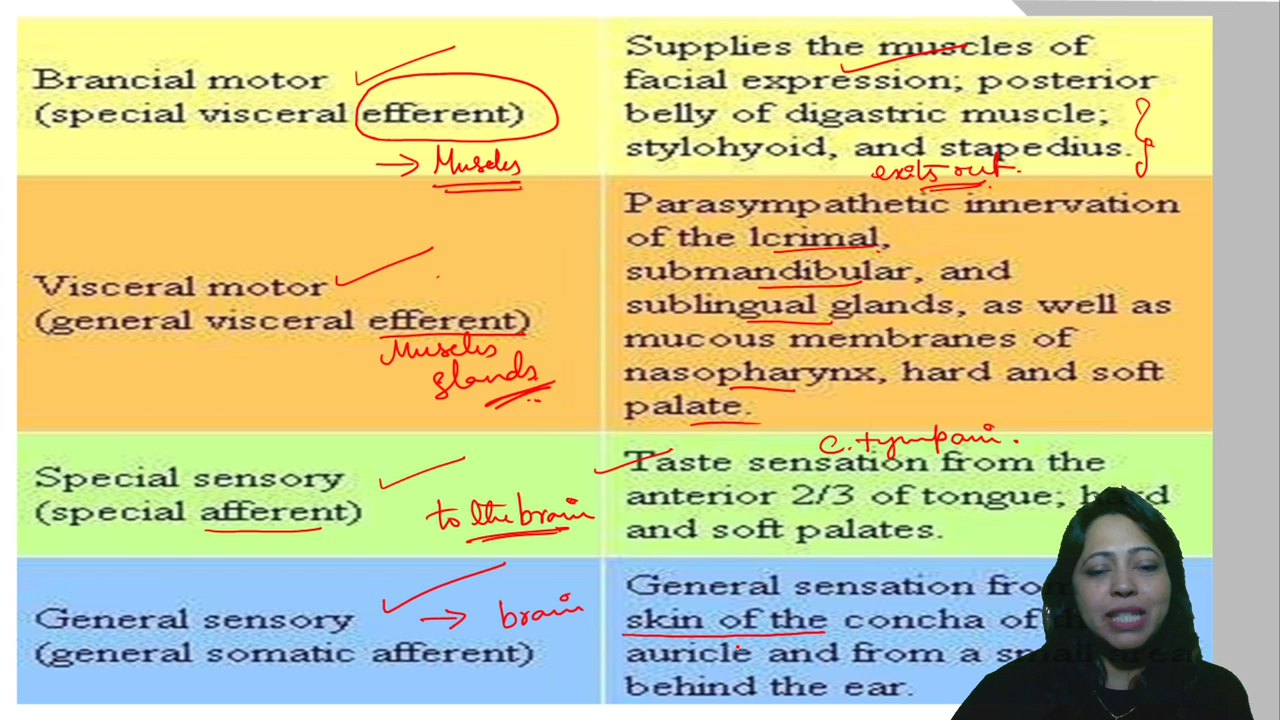 Brancial motor
(special visceral efferent)
→ Muscles
Supplies the muscles of
facial expression; posterior
belly of digastric muscle;
stylohyoid, and stapedius.
exits out.
Visceral motor
(general visceral efferent)
Muscles
glands
Parasympathetic innervation
of the lcrimal,
submandibular, and
sublingual glands, as well as
mucous membranes of
nasopharynx, hard and soft
palate.
Special sensory
(special afferent)
to the brain
c. tympani.
Taste sensation from the
anterior 2/3 of tongue; hard
and soft palates.
General sensory
(general somatic afferent)
→ brain
General sensation
skin of the concha of
auricle and from a small
behind the ear.